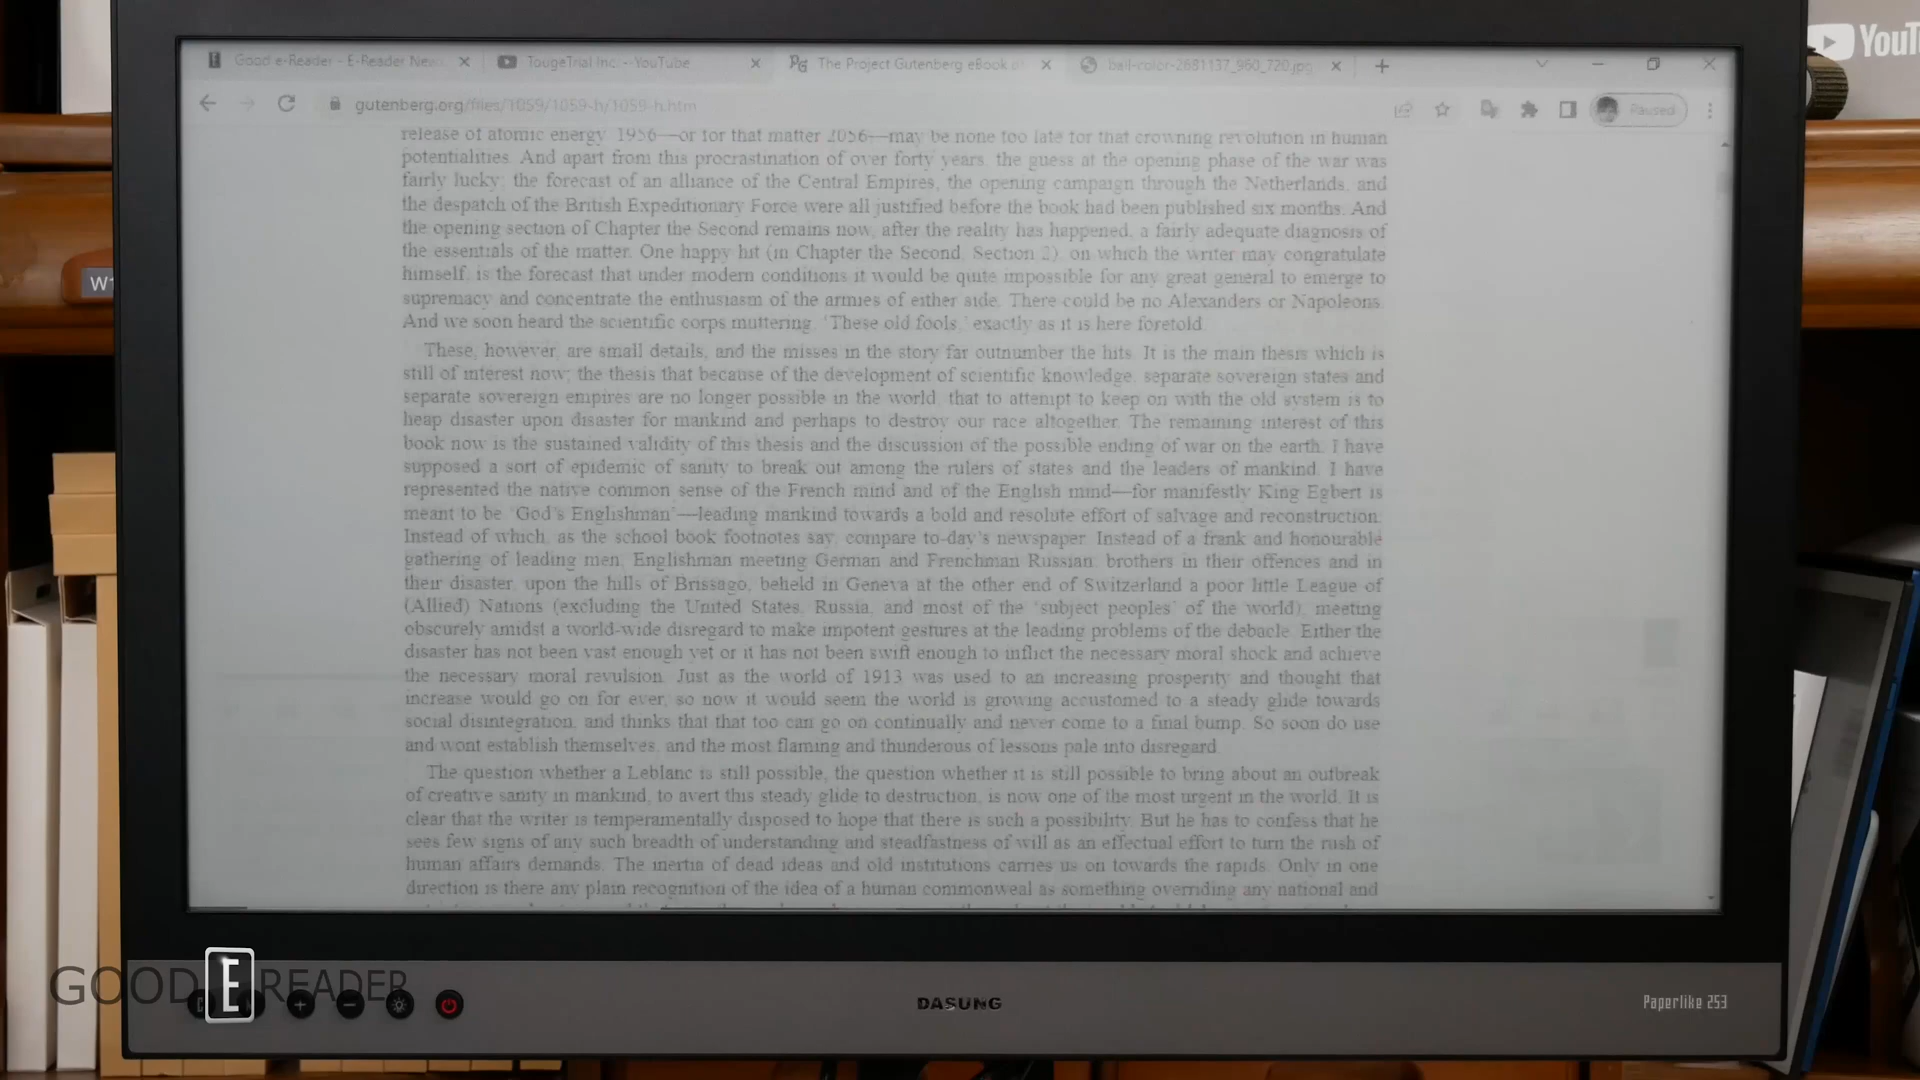 YouT
Good e-Reader - E-Reader News
TougeTrial Inc. - YouTube
PG The Project Gutenberg eBook of
ball-color-2681137_960_720.jpg
gutenberg.org/files/1059/1059-h/1059-h.htm
Paused
release of atomic energy, 1956—or for that matter 2056—may be none too late for that crowning revolution in human
potentialities. And apart from this procrastination of over forty years, the guess at the opening phase of the war was
fairly lucky; the forecast of an alliance of the Central Empires, the opening campaign through the Netherlands, and
the despatch of the British Expeditionary Force were all justified before the book had been published six months. And
the opening section of Chapter the Second remains now, after the reality has happened, a fairly adequate diagnosis of
the essentials of the matter. One happy hit (in Chapter the Second, Section 2), on which the writer may congratulate
himself, is the forecast that under modern conditions it would be quite impossible for any great general to emerge to
supremacy and concentrate the enthusiasm of the armies of either side. There could be no Alexanders or Napoleons.
And we soon heard the scientific corps muttering, ‘These old fools,’ exactly as it is here foretold.
These, however, are small details, and the misses in the story far outnumber the hits. It is the main thesis which is
still of interest now; the thesis that because of the development of scientific knowledge, separate sovereign states and
separate sovereign empires are no longer possible in the world, that to attempt to keep on with the old system is to
heap disaster upon disaster for mankind and perhaps to destroy our race altogether. The remaining interest of this
book now is the sustained validity of this thesis and the discussion of the possible ending of war on the earth. I have
supposed a sort of epidemic of sanity to break out among the rulers of states and the leaders of mankind. I have
represented the native common sense of the French mind and of the English mind—for manifestly King Egbert is
meant to be ‘God’s Englishman’—leading mankind towards a bold and resolute effort of salvage and reconstruction.
Instead of which, as the school book footnotes say, compare to-day’s newspaper. Instead of a frank and honourable
gathering of leading men, Englishman meeting German and Frenchman Russian, brothers in their offences and in
their disaster, upon the hills of Brissago, beheld in Geneva at the other end of Switzerland a poor little League of
(Allied) Nations (excluding the United States, Russia, and most of the ‘subject peoples’ of the world), meeting
obscurely amidst a world-wide disregard to make impotent gestures at the leading problems of the debacle. Either the
disaster has not been vast enough yet or it has not been swift enough to inflict the necessary moral shock and achieve
the necessary moral revulsion. Just as the world of 1913 was used to an increasing prosperity and thought that
increase would go on for ever, so now it would seem the world is growing accustomed to a steady glide towards
social disintegration, and thinks that that too can go on continually and never come to a final bump. So soon do use
and wont establish themselves, and the most flaming and thunderous of lessons pale into disregard.
The question whether a Leblanc is still possible, the question whether it is still possible to bring about an outbreak
of creative sanity in mankind, to avert this steady glide to destruction, is now one of the most urgent in the world. It is
clear that the writer is temperamentally disposed to hope that there is such a possibility. But he has to confess that he
sees few signs of any such breadth of understanding and steadfastness of will as an effectual effort to turn the rush of
human affairs demands. The inertia of dead ideas and old institutions carries us on towards the rapids. Only in one
direction is there any plain recognition of the idea of a human commonweal as something overriding any national and
GOOD E READER
DASUNG
Paperlike 253